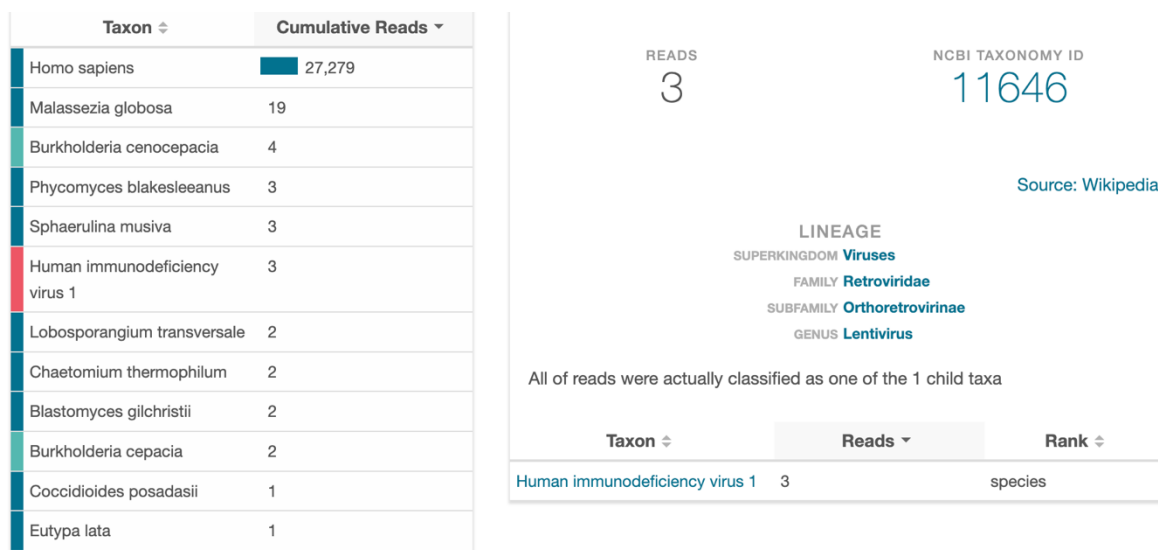 Taxon Cumulative Reads
Homo sapiens 27,279
Malassezia globosa 19
Burkholderia cenocepacia 4
Phycomyces blakesleeanus 3
Sphaerulina musiva 3
Human immunodeficiency 3
virus 1
Lobosporangium transversale 2
Chaetomium thermophilum 2
Blastomyces gilchristii 2
Burkholderia cepacia 2
Coccidioides posadasii 1
Eutypa lata 1
READS NCBI TAXONOMY ID
3 11646
Source: Wikipedia
LINEAGE
SUPERKINGDOM Viruses
FAMILY Retroviridae
SUBFAMILY Orthoretrovirinae
GENUS Lentivirus
All of reads were actually classified as one of the 1 child taxa
Taxon Reads Rank
Human immunodeficiency virus 1 3 species